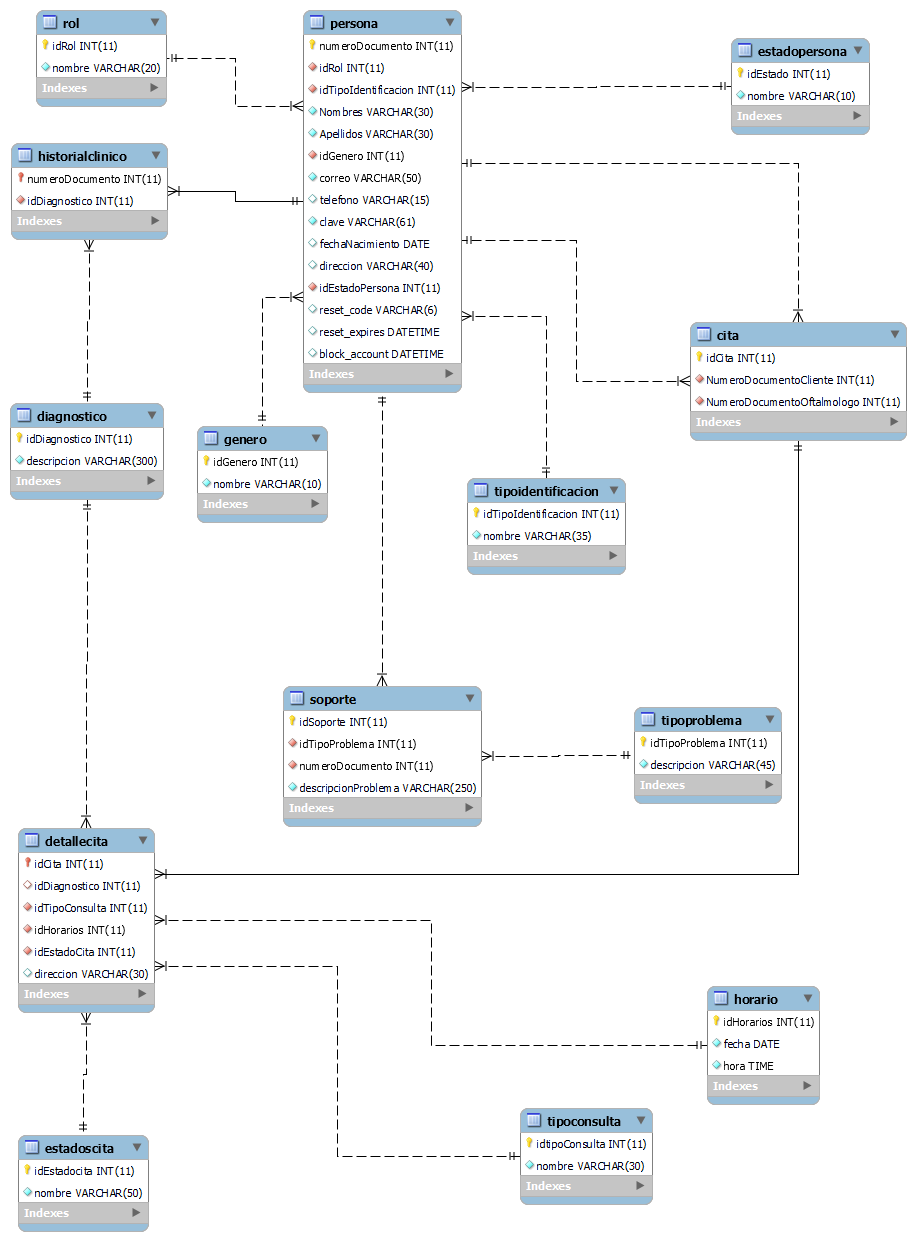 rol
idRol INT(11)
nombre VARCHAR(20)
Indexes
persona
numeroDocumento INT(11)
idRol INT(11)
idTipoIdentificacion INT(11)
Nombres VARCHAR(30)
Apellidos VARCHAR(30)
idGenero INT(11)
correo VARCHAR(50)
telefono VARCHAR(15)
clave VARCHAR(61)
fechaNacimiento DATE
direccion VARCHAR(40)
idEstadoPersona INT(11)
reset_code VARCHAR(6)
reset_expires DATETIME
block_account DATETIME
Indexes
estadopersona
idEstado INT(11)
nombre VARCHAR(10)
Indexes
historialclinico
numeroDocumento INT(11)
idDiagnostico INT(11)
Indexes
cita
idCita INT(11)
NumeroDocumentoCliente INT(11)
NumeroDocumentoOftalmologo INT(11)
Indexes
diagnostico
idDiagnostico INT(11)
descripcion VARCHAR(300)
Indexes
genero
idGenero INT(11)
nombre VARCHAR(10)
Indexes
tipoidentificacion
idTipoIdentificacion INT(11)
nombre VARCHAR(35)
Indexes
soporte
idSoporte INT(11)
idTipoProblema INT(11)
numeroDocumento INT(11)
descripcionProblema VARCHAR(250)
Indexes
tipoproblema
idTipoProblema INT(11)
descripcion VARCHAR(45)
Indexes
detallecita
idCita INT(11)
idDiagnostico INT(11)
idTipoConsulta INT(11)
idHorarios INT(11)
idEstadoCita INT(11)
direccion VARCHAR(30)
Indexes
horario
idHorarios INT(11)
fecha DATE
hora TIME
Indexes
tipoconsulta
idtipoConsulta INT(11)
nombre VARCHAR(30)
Indexes
estadoscita
idEstadocita INT(11)
nombre VARCHAR(50)
Indexes